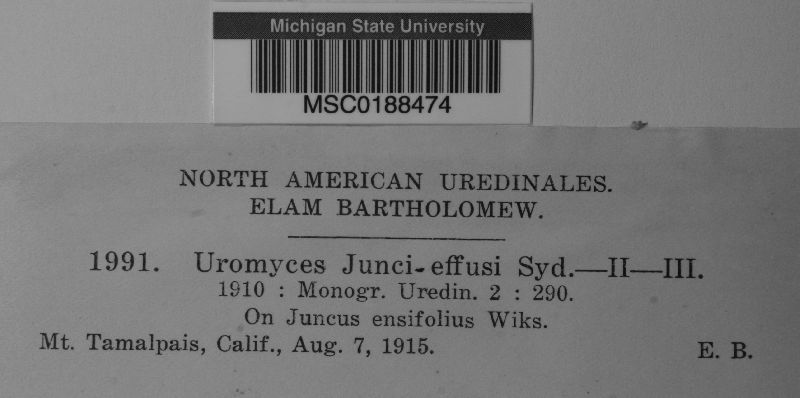 Michigan State University
MSC0188474
NORTH AMERICAN UREDINALES.
ELAM BARTHOLOMEW.
1991. Uromyces Junci-effusi Syd.—II—III.
1910 : Monogr. Uredin. 2 : 290.
On Juncus ensifolius Wiks.
Mt. Tamalpais, Calif., Aug. 7, 1915. E. B.